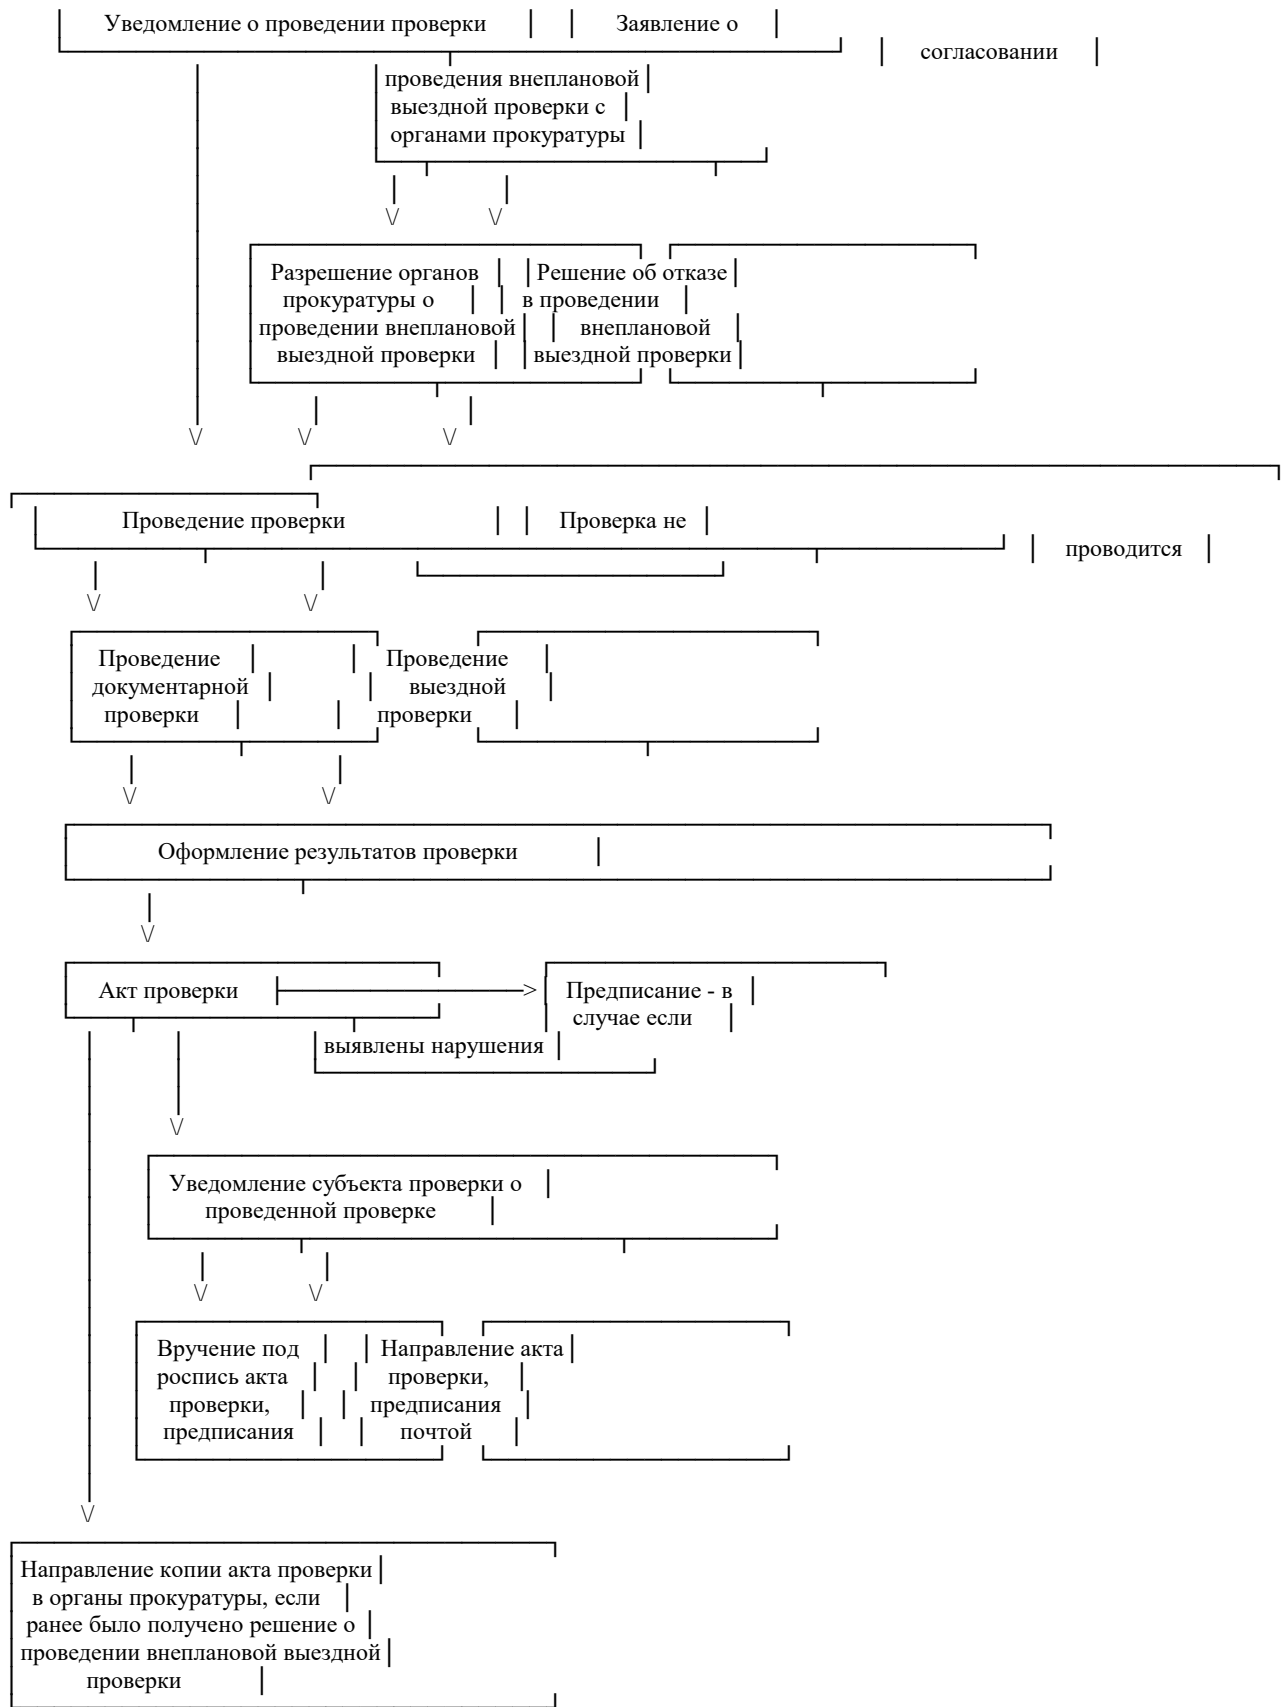 Уведомление о проведении проверки Заявление о
согласовании
проведения внеплановой
выездной проверки с
органами прокуратуры
Разрешение органов Решение об отказе
прокуратуры о в проведении
проведении внеплановой внеплановой
выездной проверки выездной проверки
Проведение проверки Проверка не
проводится
Проведение Проведение
документарной выездной
проверки проверки
Оформление результатов проверки
Акт проверки Предписание - в
случае если
выявлены нарушения
Уведомление субъекта проверки о
проведенной проверке
Вручение под Направление акта
роспись акта проверки,
проверки, предписания
предписания почтой
Направление копии акта проверки
в органы прокуратуры, если
ранее было получено решение о
проведении внеплановой выездной
проверки